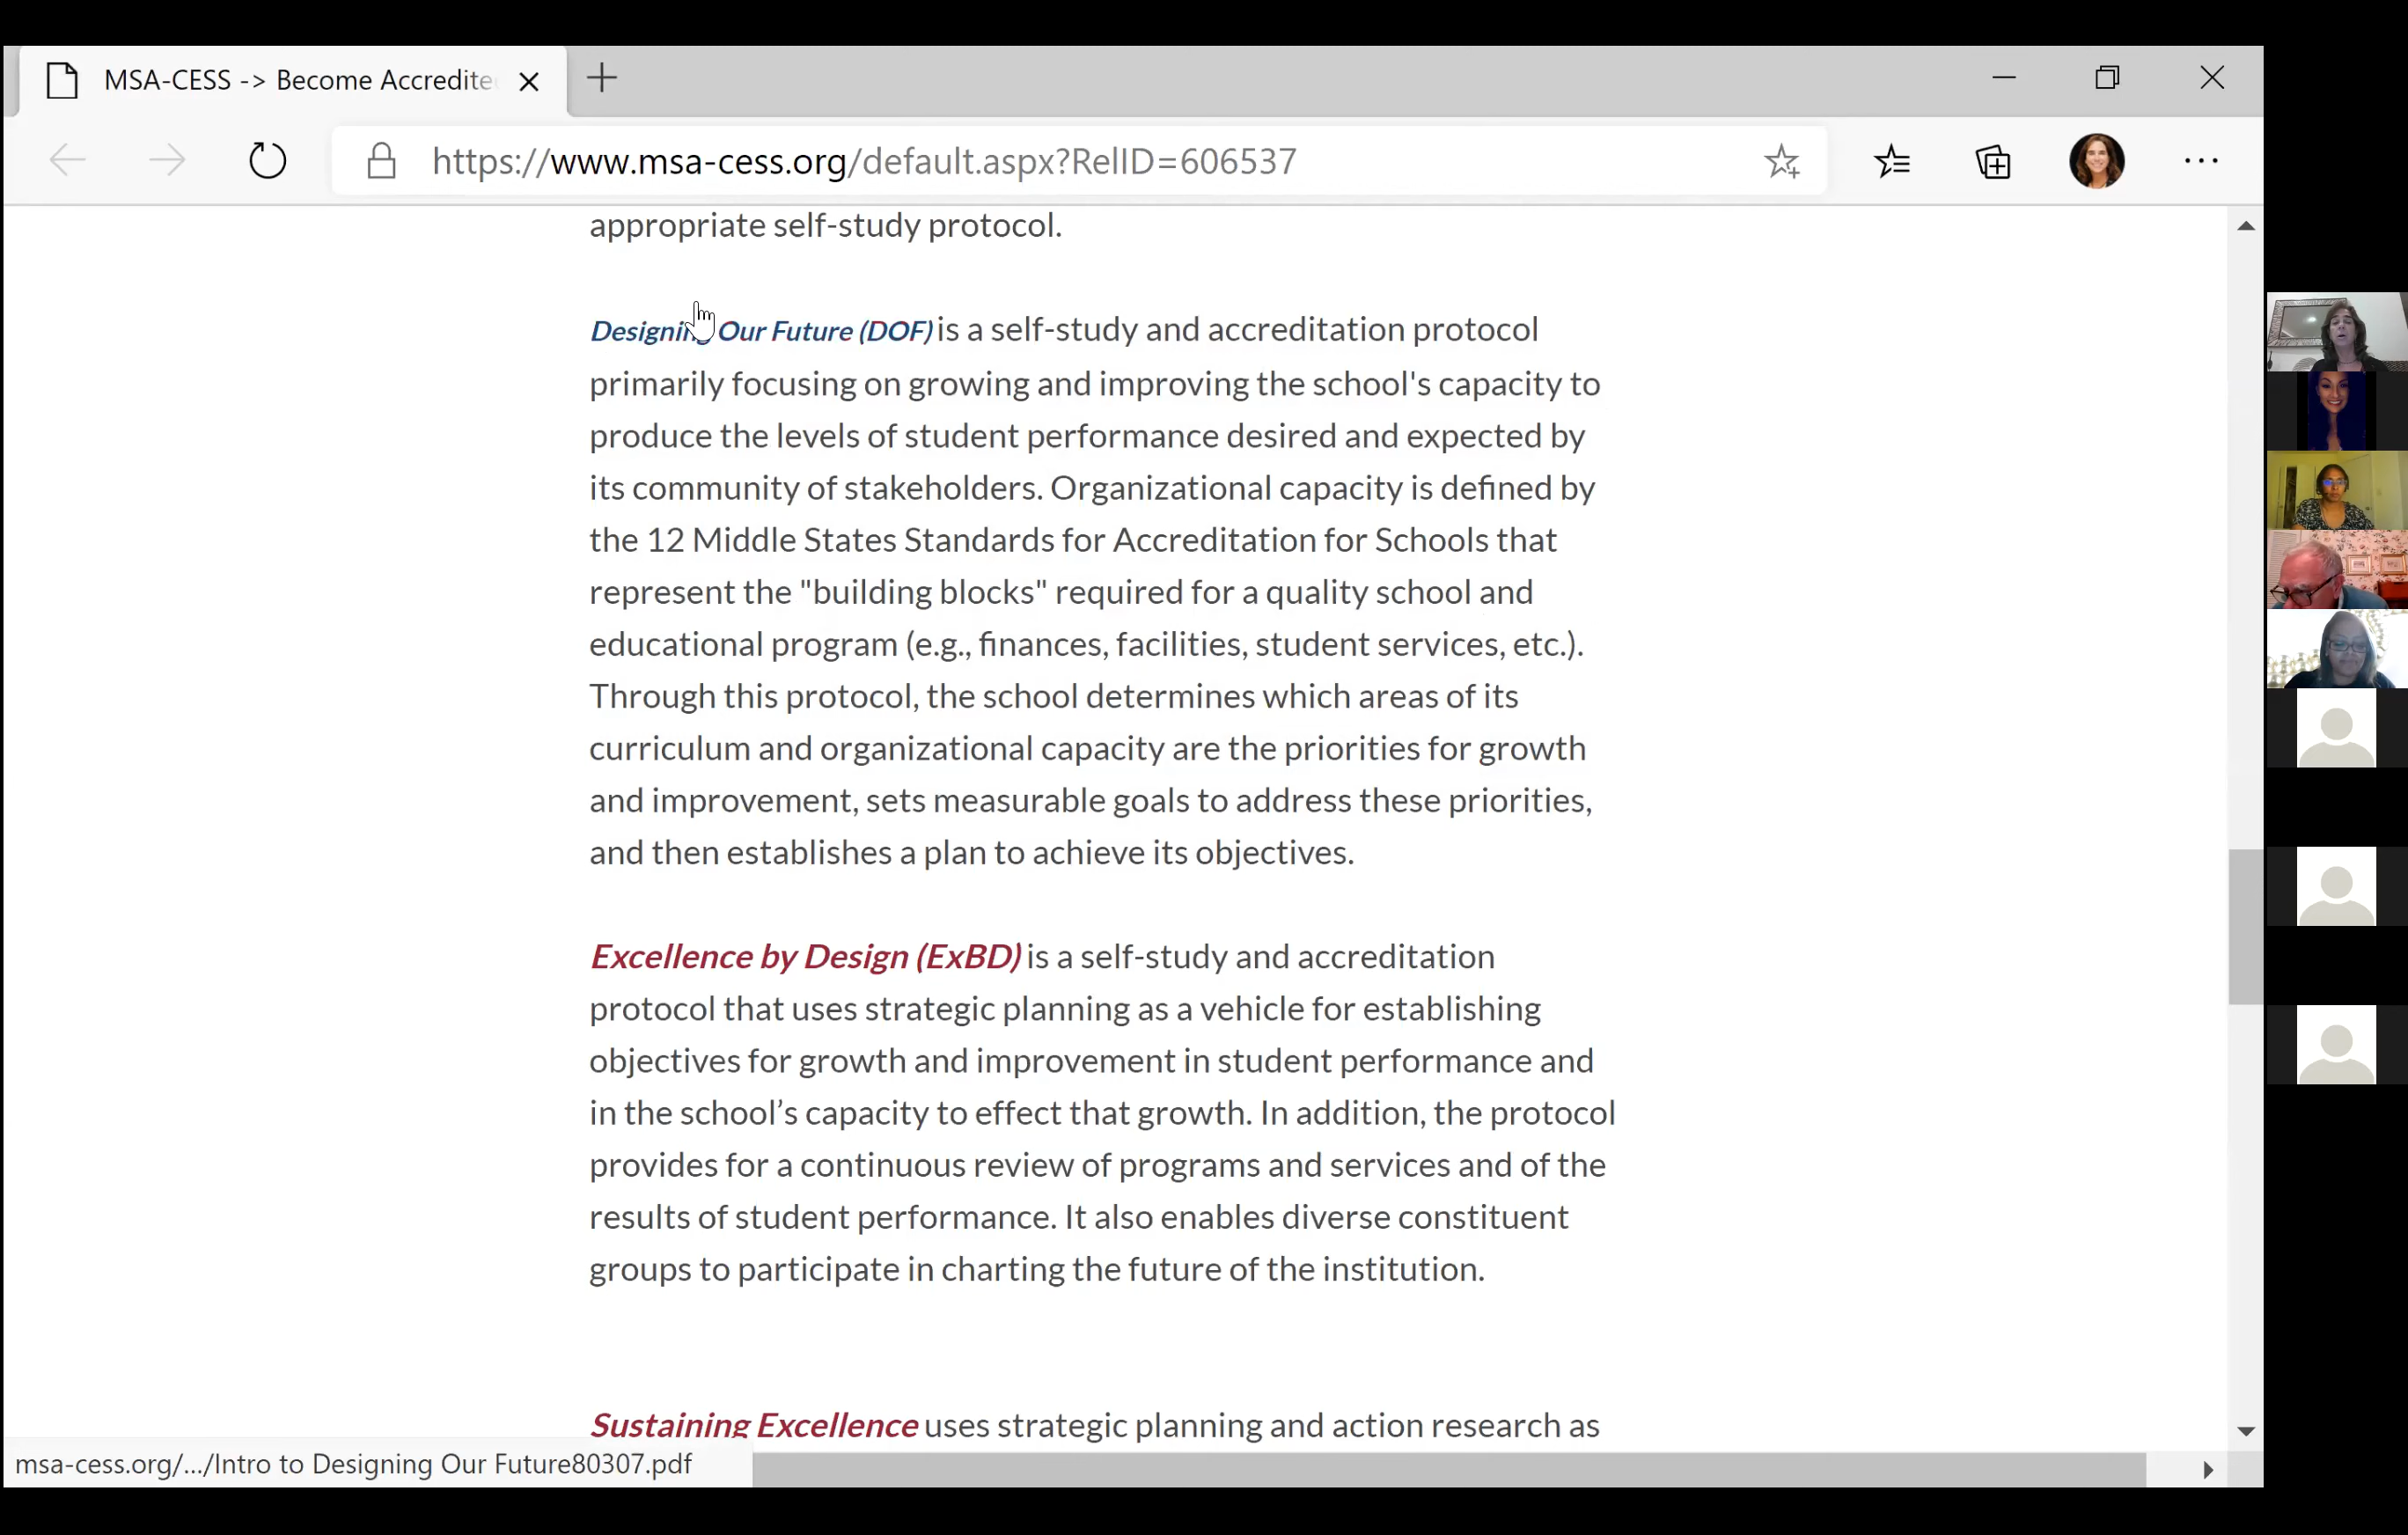 MSA-CESS -> Become Accredite
https://www.msa-cess.org/default.aspx?RelID=606537
appropriate self-study protocol.
Designing Our Future (DOF) is a self-study and accreditation protocol
primarily focusing on growing and improving the school's capacity to
produce the levels of student performance desired and expected by
its community of stakeholders. Organizational capacity is defined by
the 12 Middle States Standards for Accreditation for Schools that
represent the "building blocks" required for a quality school and
educational program (e.g., finances, facilities, student services, etc.).
Through this protocol, the school determines which areas of its
curriculum and organizational capacity are the priorities for growth
and improvement, sets measurable goals to address these priorities,
and then establishes a plan to achieve its objectives.
Excellence by Design (ExBD) is a self-study and accreditation
protocol that uses strategic planning as a vehicle for establishing
objectives for growth and improvement in student performance and
in the school’s capacity to effect that growth. In addition, the protocol
provides for a continuous review of programs and services and of the
results of student performance. It also enables diverse constituent
groups to participate in charting the future of the institution.
Sustaining Excellence uses strategic planning and action research as
msa-cess.org/.../Intro to Designing Our Future80307.pdf